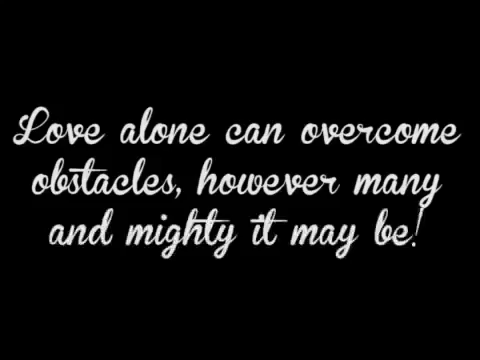 Love alone can overcome
obstacles, however many
and mighty it may be!